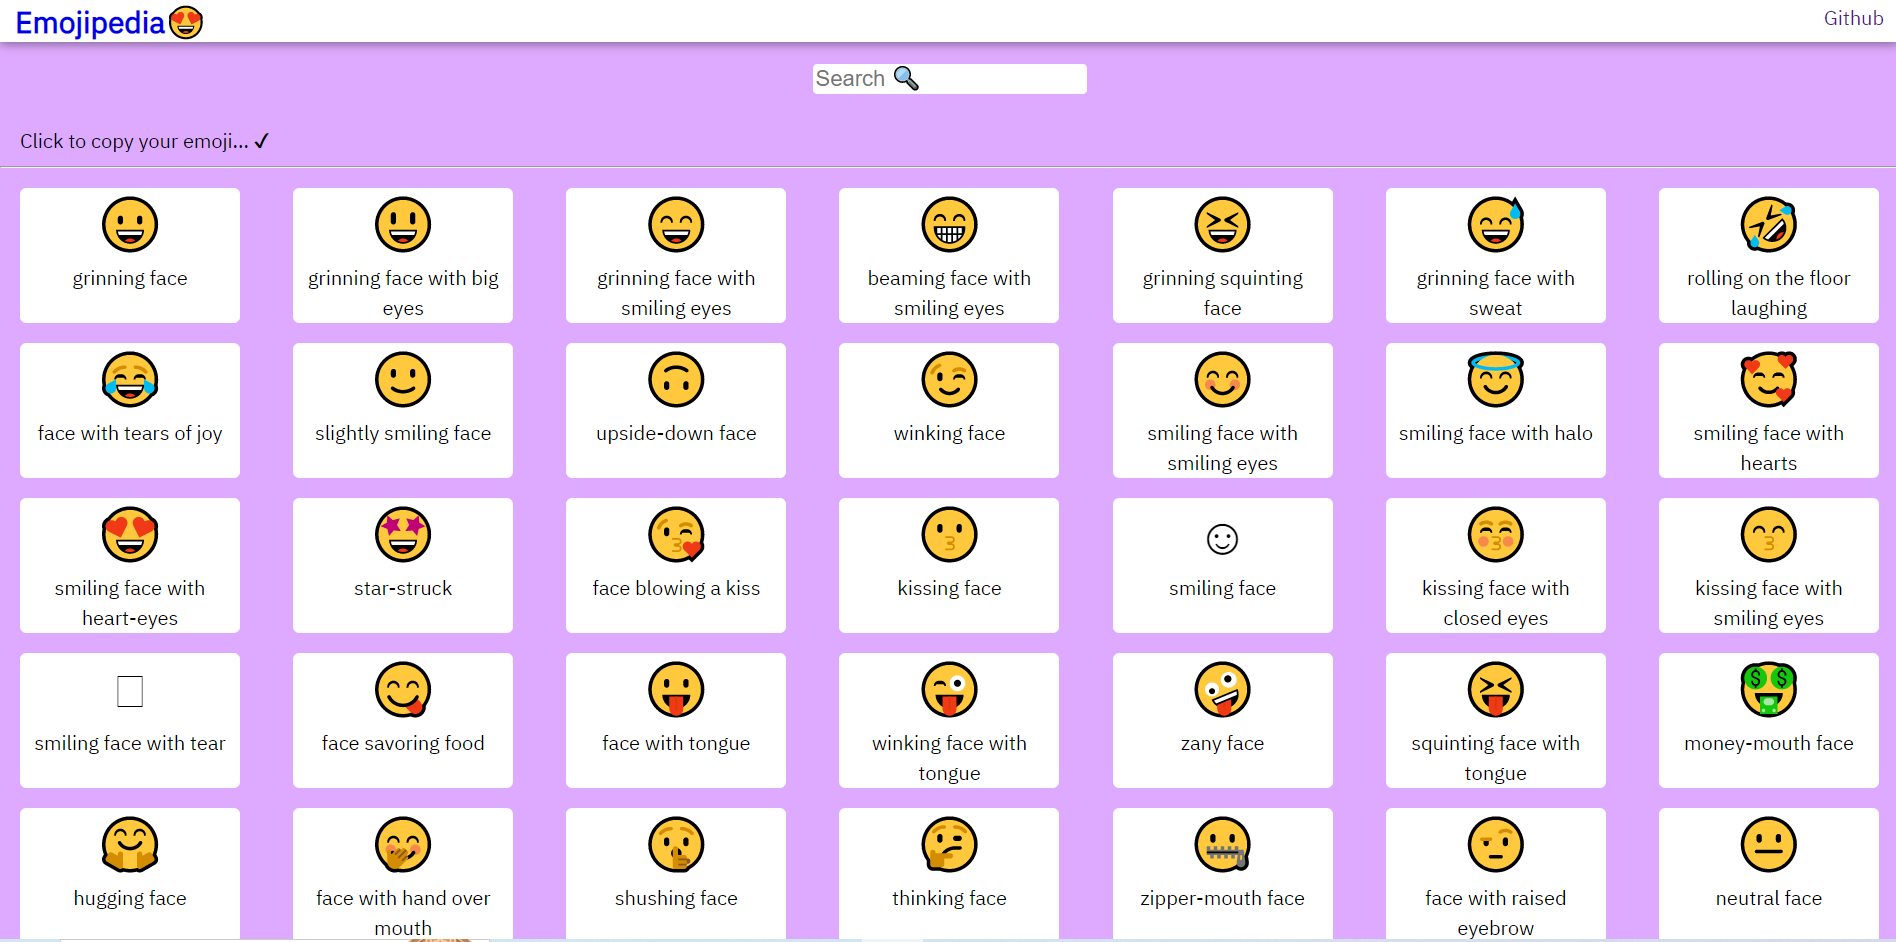 Emojipedia😍
Github
Search 🔍
Click to copy your emoji... ✓
grinning face
grinning face with big
eyes
grinning face with
smiling eyes
beaming face with
smiling eyes
grinning squinting
face
grinning face with
sweat
rolling on the floor
laughing
face with tears of joy
slightly smiling face
upside-down face
winking face
smiling face with
smiling eyes
smiling face with halo
smiling face with
hearts
smiling face with
heart-eyes
star-struck
face blowing a kiss
kissing face
smiling face
kissing face with
closed eyes
kissing face with
smiling eyes
smiling face with tear
face savoring food
face with tongue
winking face with
tongue
zany face
squinting face with
tongue
money-mouth face
hugging face
face with hand over
mouth
shushing face
thinking face
zipper-mouth face
face with raised
eyebrow
neutral face